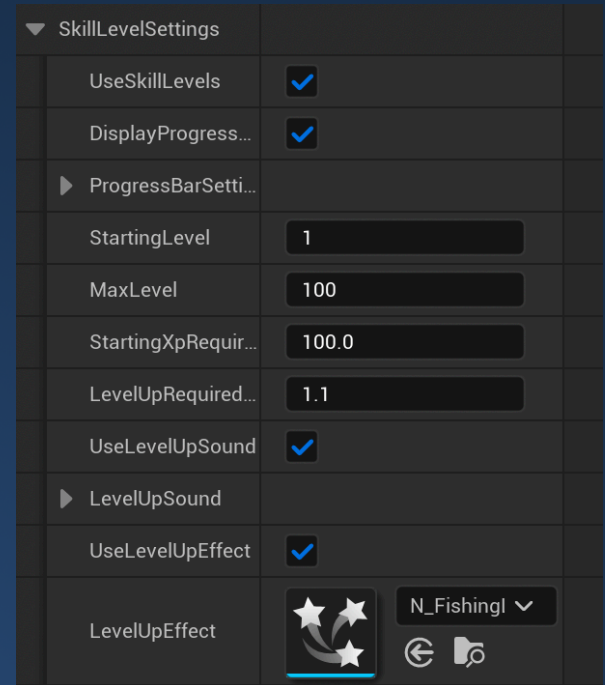 SkillLevelSettings
UseSkillLevels
DisplayProgress...
ProgressBarSetti...
StartingLevel 1
MaxLevel 100
StartingXpRequir... 100.0
LevelUpRequired... 1.1
UseLevelUpSound
LevelUpSound
UseLevelUpEffect
LevelUpEffect N_FishingI